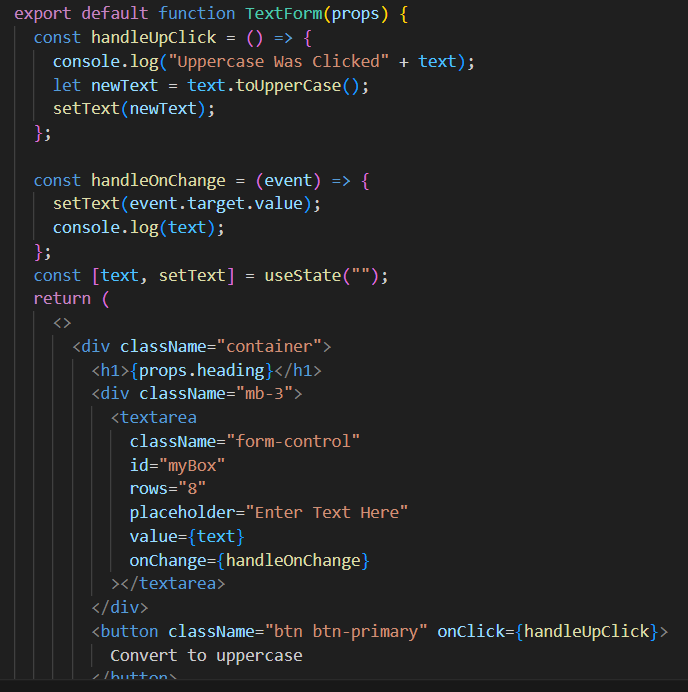 export default function TextForm(props) {
const handleUpClick = () => {
console.log("Uppercase Was Clicked" + text);
let newText = text.toUpperCase();
setText(newText);
};
const handleOnChange = (event) => {
setText(event.target.value);
console.log(text);
};
const [text, setText] = useState("");
return (
<>
<div className="container">
<h1>{props.heading}</h1>
<div className="mb-3">
<textarea
className="form-control"
id="myBox"
rows="8"
placeholder="Enter Text Here"
value={text}
onChange={handleOnChange}
></textarea>
</div>
<button className="btn btn-primary" onClick={handleUpClick}>
Convert to uppercase
</button>